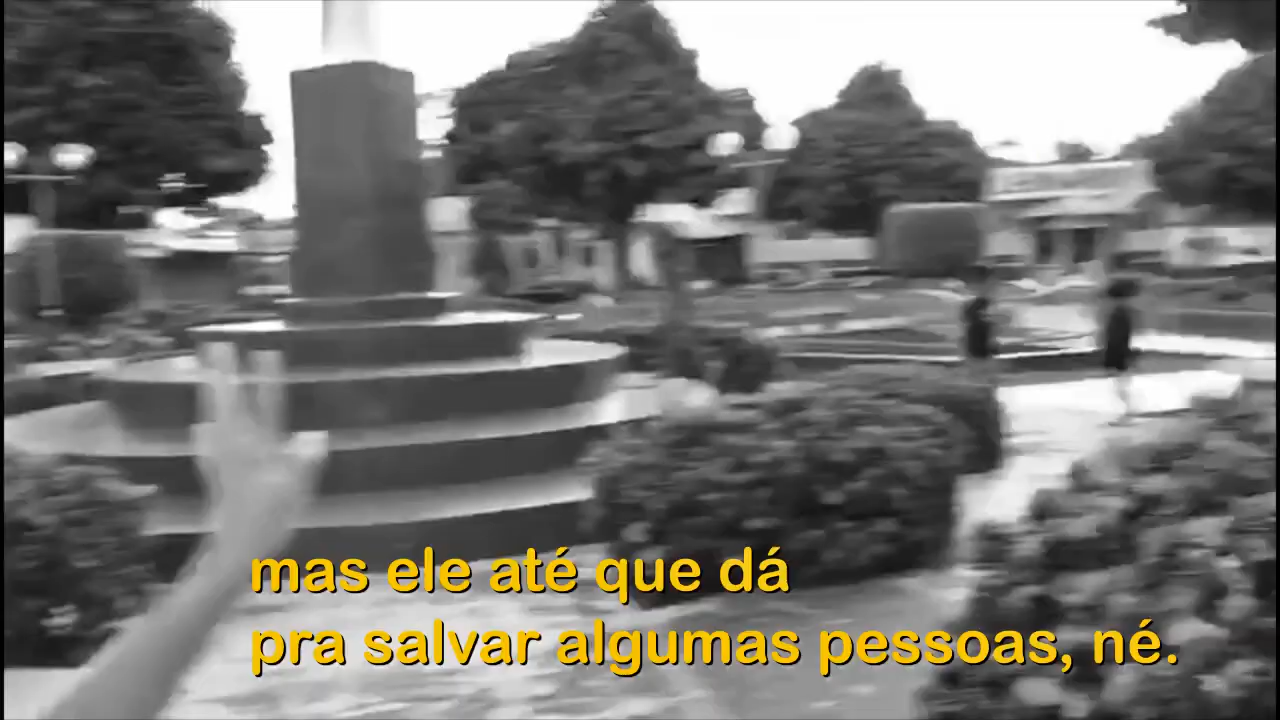 mas ele até que dá
pra salvar algumas pessoas, né.